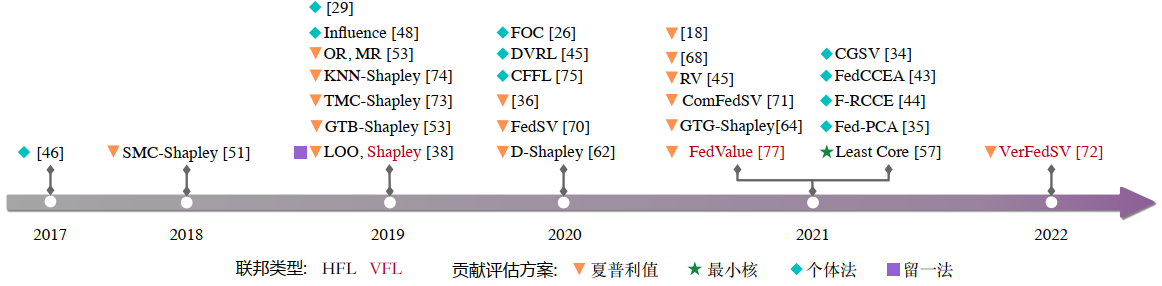 [29]
Influence [48]
OR, MR [53]
KNN-Shapley [74]
TMC-Shapley [73]
GTB-Shapley [53]
LOO, Shapley [38]
FOC [26]
DVRL [45]
CFFL [75]
[36]
FedSV [70]
D-Shapley [62]
[18]
[68]
RV [45]
ComFedSV [71]
GTG-Shapley[64]
FedValue [77]
CGSV [34]
FedCCEA [43]
F-RCCE [44]
Fed-PCA [35]
Least Core [57]
[46]
SMC-Shapley [51]
VerFedSV [72]
2017 2018 2019 2020 2021 2022
联邦类型: HFL VFL 贡献评估方案: 夏普利值 最小核 个体法 留一法